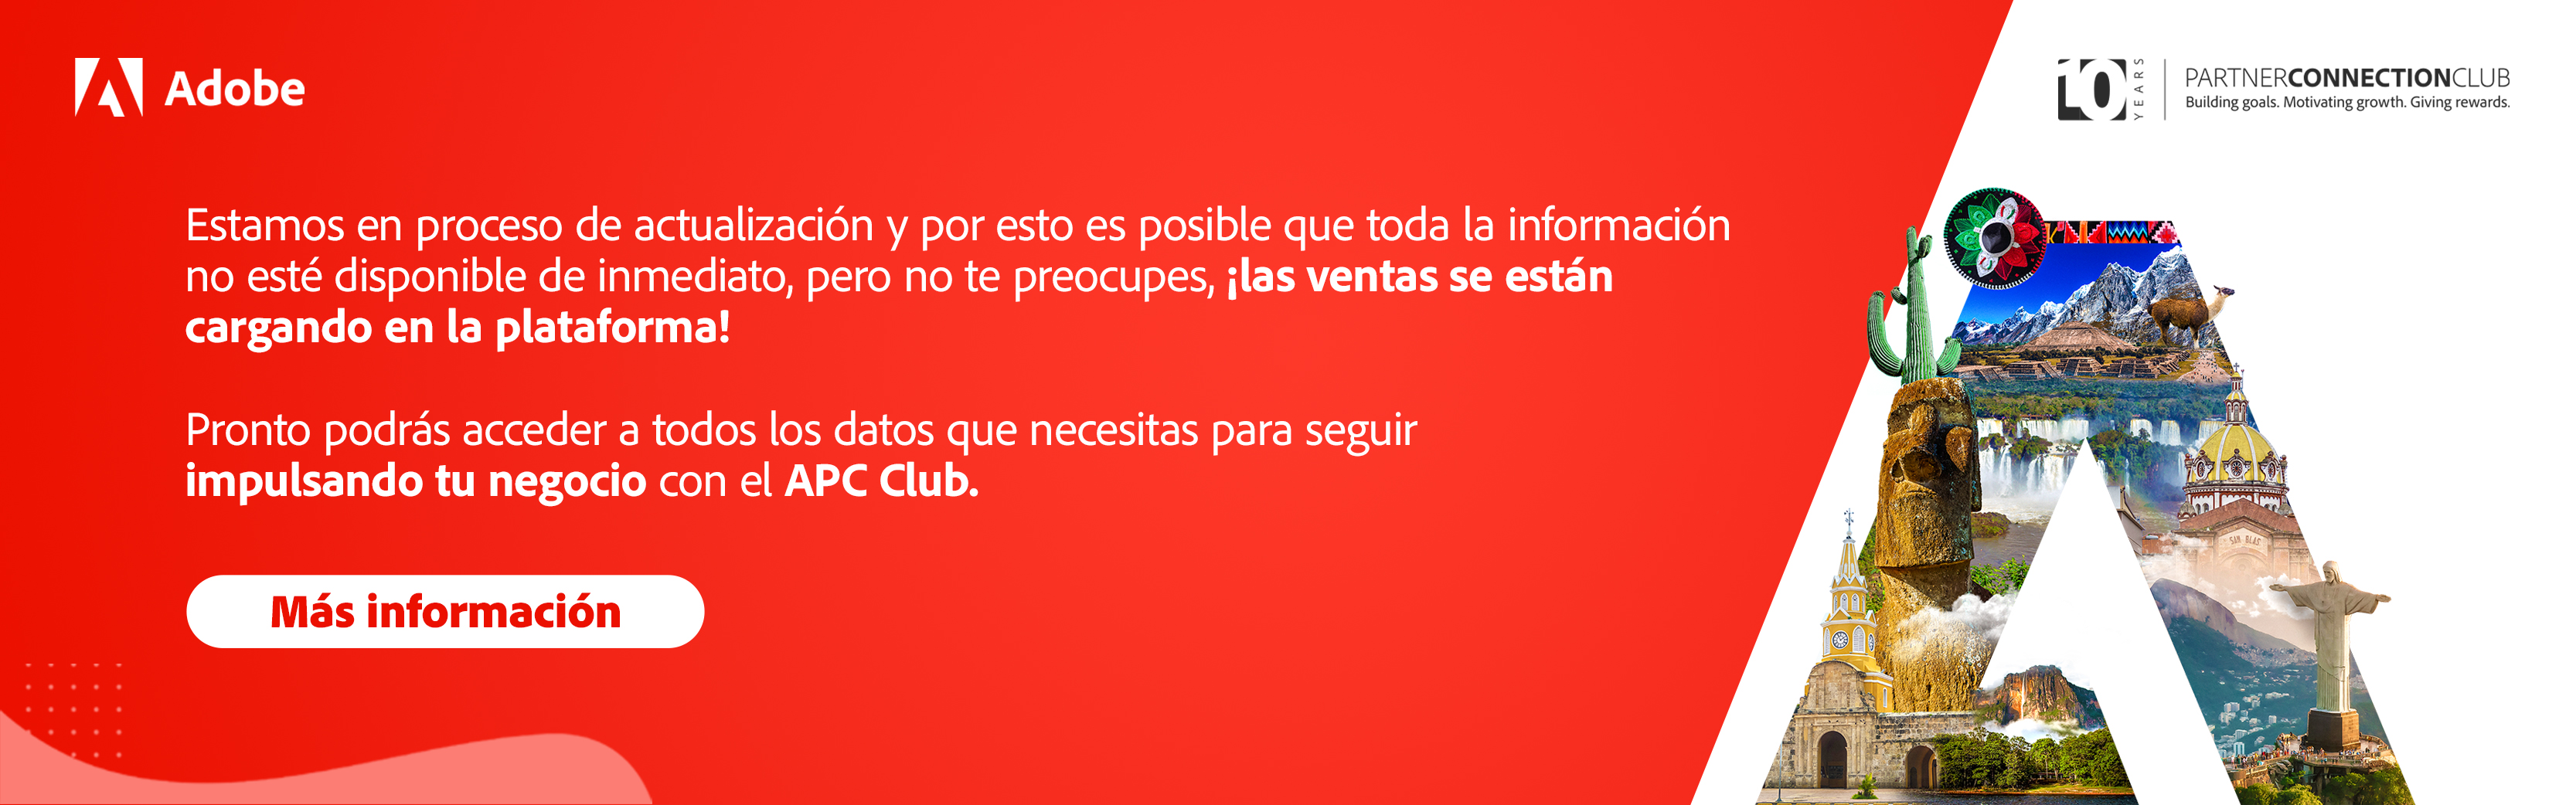 Adobe
10 YEARS
PARTNERCONNECTIONCLUB
Building goals. Motivating growth. Giving rewards.
Estamos en proceso de actualización y por esto es posible que toda la información
no esté disponible de inmediato, pero no te preocupes, ¡las ventas se están
cargando en la plataforma!
Pronto podrás acceder a todos los datos que necesitas para seguir
impulsando tu negocio con el APC Club.
Más información
SAN BLAS